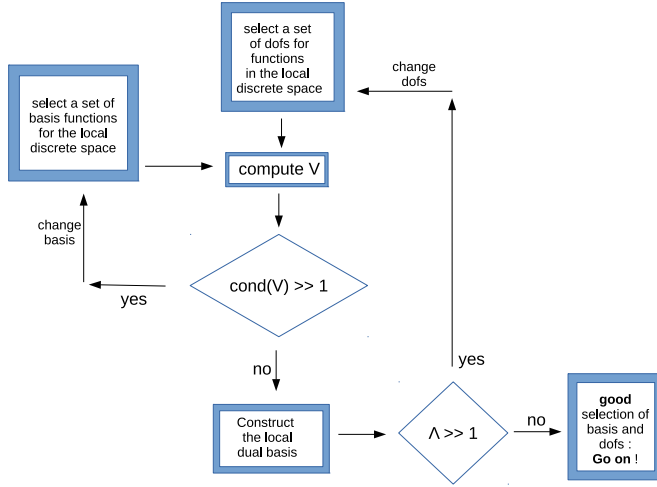 select a set
of dofs for
functions
in the local
discrete space
change
dofs
select a set of
basis functions
for the local
discrete space
compute V
change
basis
cond(V) >> 1
yes
no
yes
Construct
the local
dual basis
Λ >> 1
no
good
selection of
basis and
dofs :
Go on !